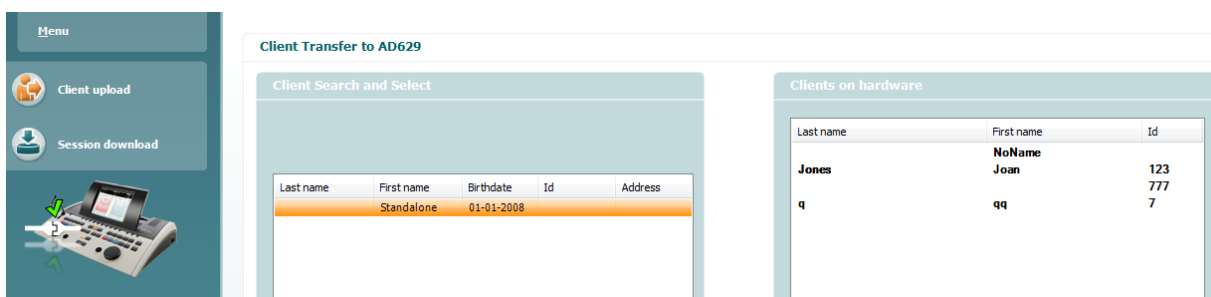 Menu
Client upload
Session download
Client Transfer to AD629
Client Search and Select
Last name First name Birthdate Id Address
Standalone 01-01-2008
Clients on hardware
Last name First name Id
NoName
Jones Joan 123
777
q qq 7